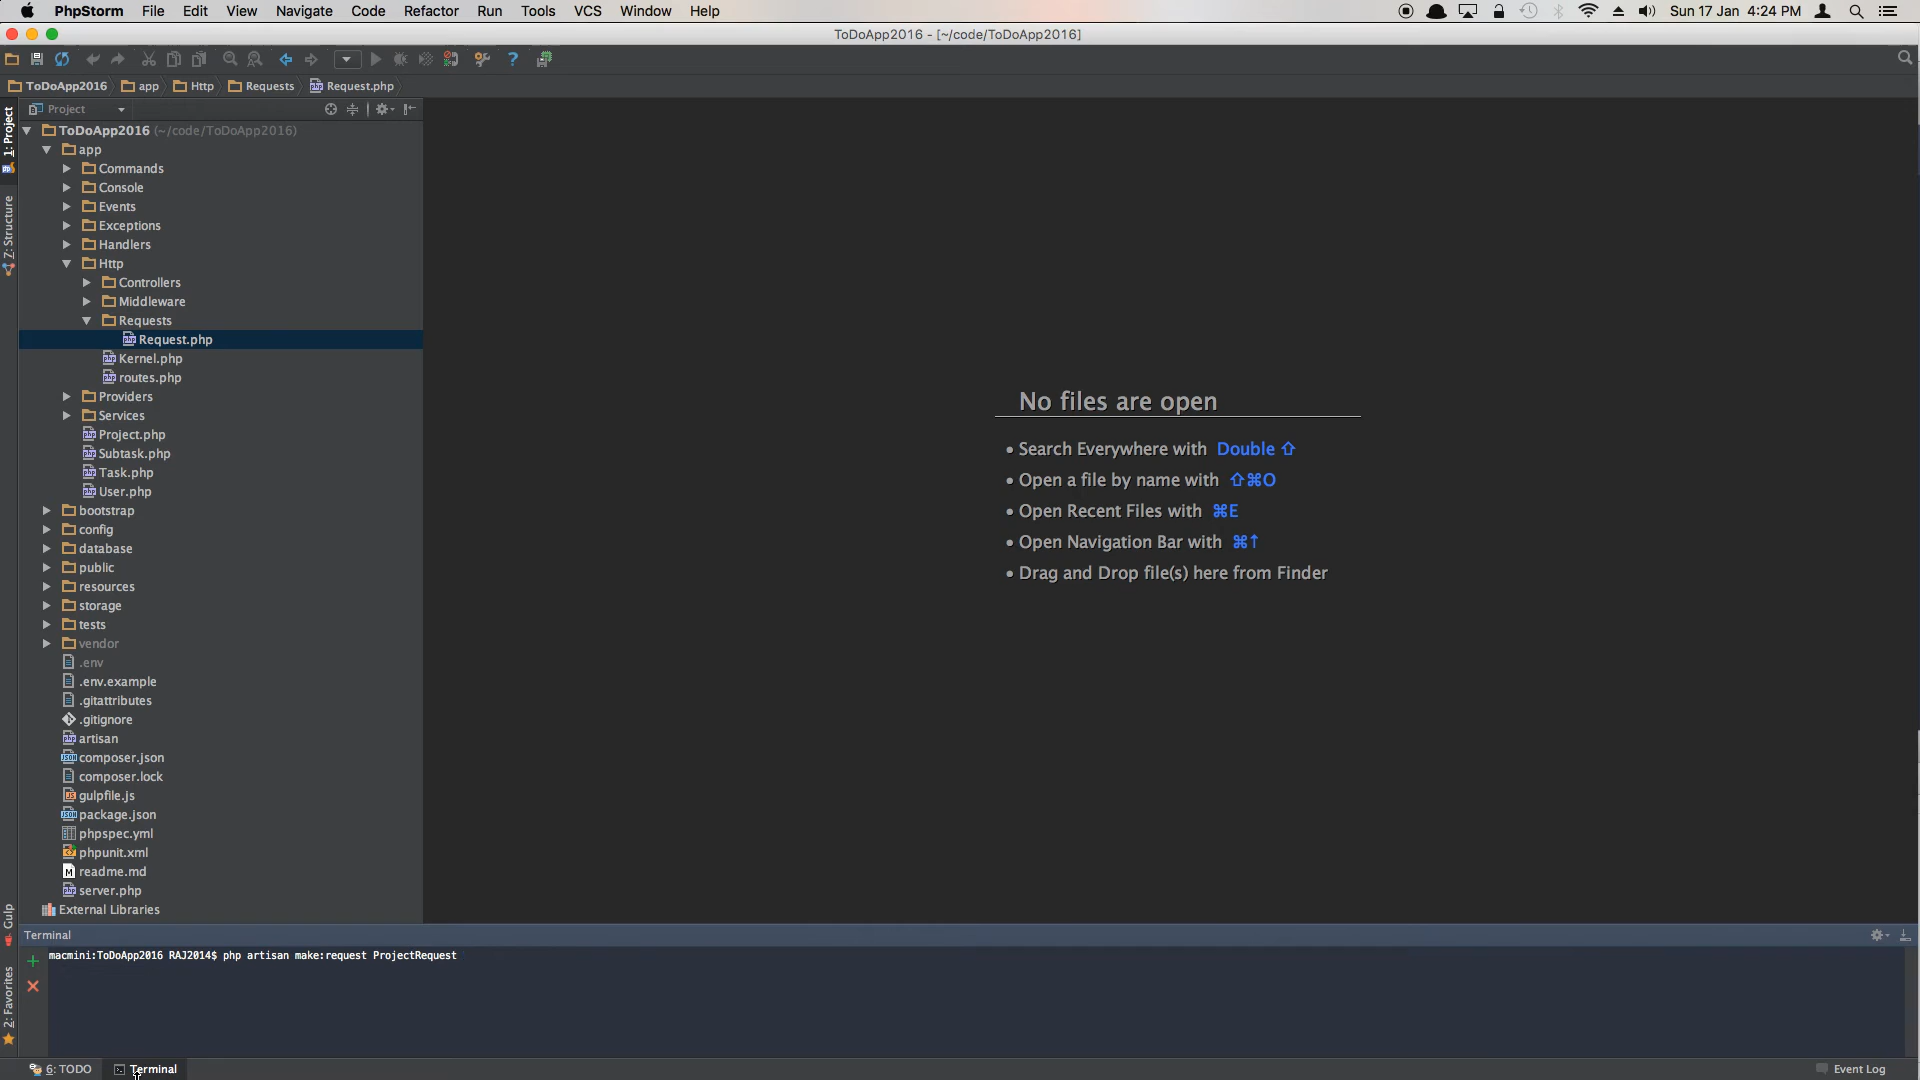 PhpStorm File Edit View Navigate Code Refactor Run Tools VCS Window Help Sun 17 Jan 4:24 PM
ToDoApp2016 - [~/code/ToDoApp2016]
ToDoApp2016 app Http Requests Request.php
Project
ToDoApp2016 (~/code/ToDoApp2016)
app
Commands
Console
Events
Exceptions
Handlers
Http
Controllers
Middleware
Requests
Request.php
Kernel.php
routes.php
Providers
Services
Project.php
Subtask.php
Task.php
User.php
bootstrap
config
database
public
resources
storage
tests
vendor
.env
.env.example
.gitattributes
.gitignore
artisan
composer.json
composer.lock
gulpfile.js
package.json
phpspec.yml
phpunit.xml
readme.md
server.php
External Libraries
1: Project
Z: Structure
Gulp
2: Favorites
No files are open
• Search Everywhere with Double ⇧
• Open a file by name with ⇧⌘O
• Open Recent Files with ⌘E
• Open Navigation Bar with ⌘↑
• Drag and Drop file(s) here from Finder
Terminal
macmini:ToDoApp2016 RAJ2014$ php artisan make:request ProjectRequest
6: TODO Terminal Event Log